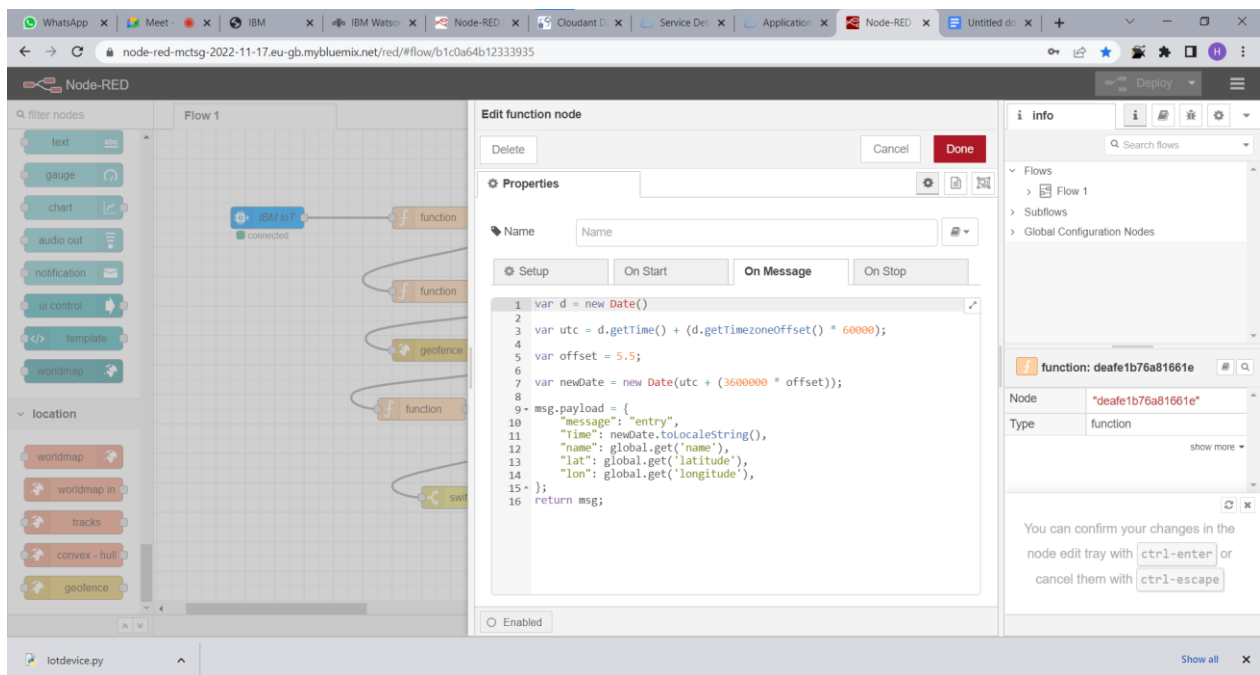 WhatsApp
Meet -
IBM
IBM Watson
Node-RED
Cloudant D
Service Deta
Application
Node-RED
Untitled do
node-red-mctsg-2022-11-17.eu-gb.mybluemix.net/red/#flow/b1c0a64b12333935
H
Node-RED
Deploy
filter nodes
text
abc
gauge
chart
audio out
notification
ui control
template
worldmap
location
worldmap
worldmap in
tracks
convex - hull
geofence
Flow 1
IBM IoT
connected
function
function
geofence
function
swit
Edit function node
Delete
Cancel
Done
Properties
Name
Name
Setup
On Start
On Message
On Stop
1 var d = new Date()
2
3 var utc = d.getTime() + (d.getTimezoneOffset() * 60000);
4
5 var offset = 5.5;
6
7 var newDate = new Date(utc + (3600000 * offset));
8
9 msg.payload = {
10 "message": "entry",
11 "Time": newDate.toLocaleString(),
12 "name": global.get('name'),
13 "lat": global.get('latitude'),
14 "lon": global.get('longitude'),
15 };
16 return msg;
Enabled
i info
i
Search flows
Flows
Flow 1
Subflows
Global Configuration Nodes
function: deafe1b76a81661e
Node "deafe1b76a81661e"
Type function
show more
You can confirm your changes in the
node edit tray with ctrl-enter or
cancel them with ctrl-escape
Iotdevice.py
Show all